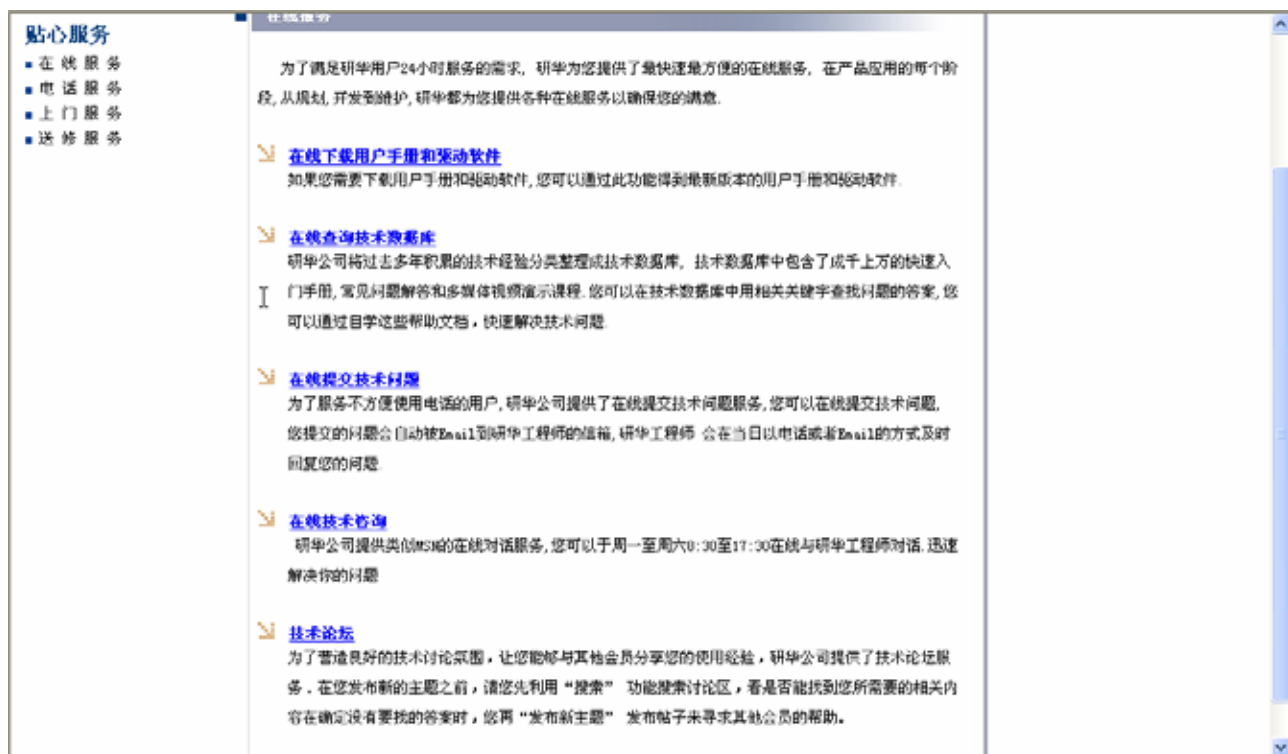 贴心服务
在线服务
电话服务
上门服务
送修服务
在线服务
为了满足研华用户24小时服务的需求, 研华为您提供了最快速最方便的在线服务, 在产品应用的每个阶
段,从规划,开发到维护,研华都为您提供各种在线服务以确保您的满意.
在线下载用户手册和驱动软件
如果您需要下载用户手册和驱动软件,您可以通过此功能得到最新版本的用户手册和驱动软件.
在线查询技术数据库
研华公司将过去多年积累的技术经验分类整理成技术数据库, 技术数据库中包含了成千上万的快速入
门手册,常见问题解答和多媒体视频演示课程.您可以在技术数据库中用相关关键字查找问题的答案,您
可以通过自学这些帮助文档，快速解决技术问题.
在线提交技术问题
为了服务不方便使用电话的用户,研华公司提供了在线提交技术问题服务,您可以在线提交技术问题,
您提交的问题会自动被Email到研华工程师的信箱,研华工程师 会在当日以电话或者Email的方式及时
回复您的问题.
在线技术咨询
研华公司提供类似MSN的在线对话服务,您可以于周一至周六8:30至17:30在线与研华工程师对话.迅速
解决你的问题
技术论坛
为了营造良好的技术讨论氛围，让您能够与其他会员分享您的使用经验，研华公司提供了技术论坛服
务．在您发布新的主题之前，请您先利用“搜索” 功能搜索讨论区，看是否能找到您所需要的相关内
容在确定没有要找的答案时，您再“发布新主题” 发布帖子来寻求其他会员的帮助。